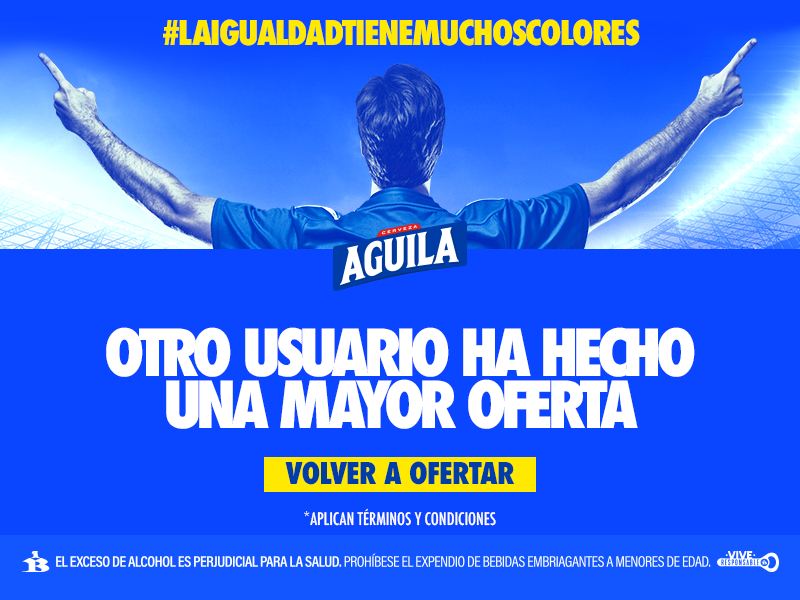 #LAIGUALDADTIENEMUCHOSCOLORES
CERVEZA
AGUILA
OTRO USUARIO HA HECHO
UNA MAYOR OFERTA
VOLVER A OFERTAR
*APLICAN TÉRMINOS Y CONDICIONES
EL EXCESO DE ALCOHOL ES PERJUDICIAL PARA LA SALUD. PROHÍBESE EL EXPENDIO DE BEBIDAS EMBRIAGANTES A MENORES DE EDAD.
·VIVE·
RESPONSABLE